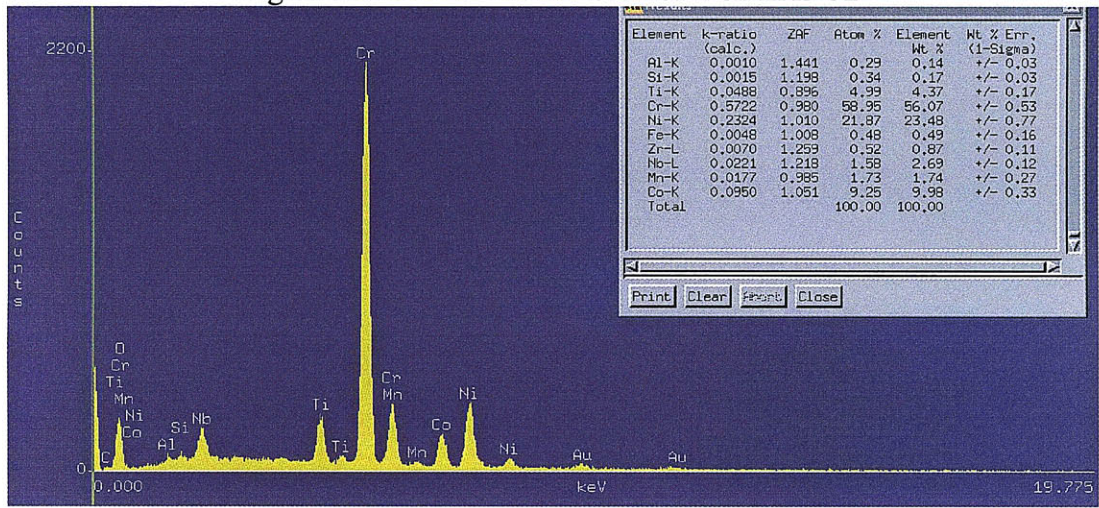 2200
Cr
O
Cr
Ti
Mn
Ni
Co
C
Al
Si
Nb
Ti
Ti
Cr
Mn
Mn
Co
Ni
Ni
Au
Au
0
0.000 keV 19.775
Counts
Element k-ratio ZAF Atom % Element Wt % Err.
(calc.) Wt % (1-Sigma)
Al-K 0.0010 1.441 0.29 0.14 +/- 0.03
Si-K 0.0015 1.198 0.34 0.17 +/- 0.03
Ti-K 0.0488 0.896 4.99 4.37 +/- 0.17
Cr-K 0.5722 0.980 58.95 56.07 +/- 0.53
Ni-K 0.2324 1.010 21.87 23.48 +/- 0.77
Fe-K 0.0048 1.008 0.48 0.49 +/- 0.16
Zr-L 0.0070 1.259 0.52 0.87 +/- 0.11
Nb-L 0.0221 1.218 1.58 2.69 +/- 0.12
Mn-K 0.0177 0.985 1.73 1.74 +/- 0.27
Co-K 0.0950 1.051 9.25 9.98 +/- 0.33
Total 100.00 100.00
Print Clear Abort Close